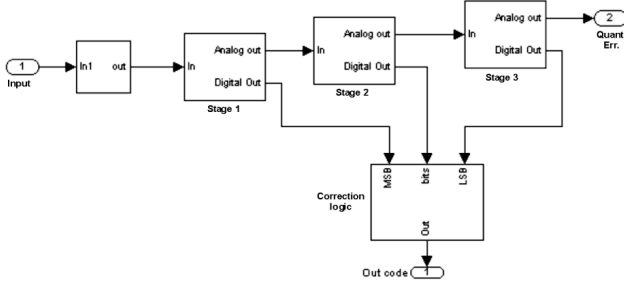 1
Input
In1 out
In
Analog out
Digital Out
Stage 1
In
Analog out
Digital Out
Stage 2
In
Analog out
Digital Out
Stage 3
2
Quant
Err.
Correction
logic
MSB
bits
LSB
Out
Out code
1